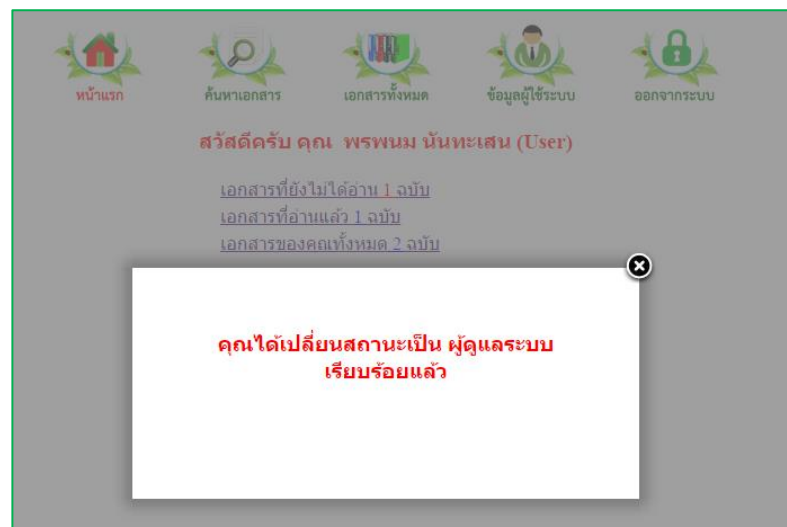 หน้าแรก ค้นหาเอกสาร เอกสารทั้งหมด ข้อมูลผู้ใช้ระบบ ออกจากระบบ
สวัสดีครับ คุณ พรพนม นันทะเสน (User)
เอกสารที่ยังไม่ได้อ่าน 1 ฉบับ
เอกสารที่อ่านแล้ว 1 ฉบับ
เอกสารของคุณทั้งหมด 2 ฉบับ
คุณได้เปลี่ยนสถานะเป็น ผู้ดูแลระบบ
เรียบร้อยแล้ว